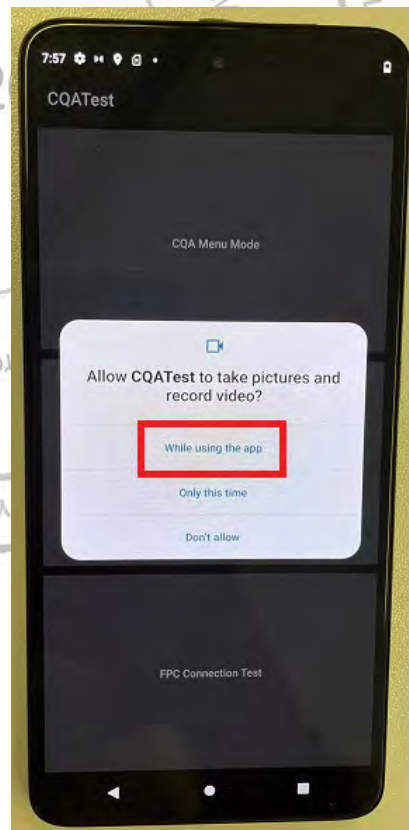 7:57
CQATest
CQA Menu Mode
Allow CQATest to take pictures and
record video?
While using the app
Only this time
Don't allow
FPC Connection Test